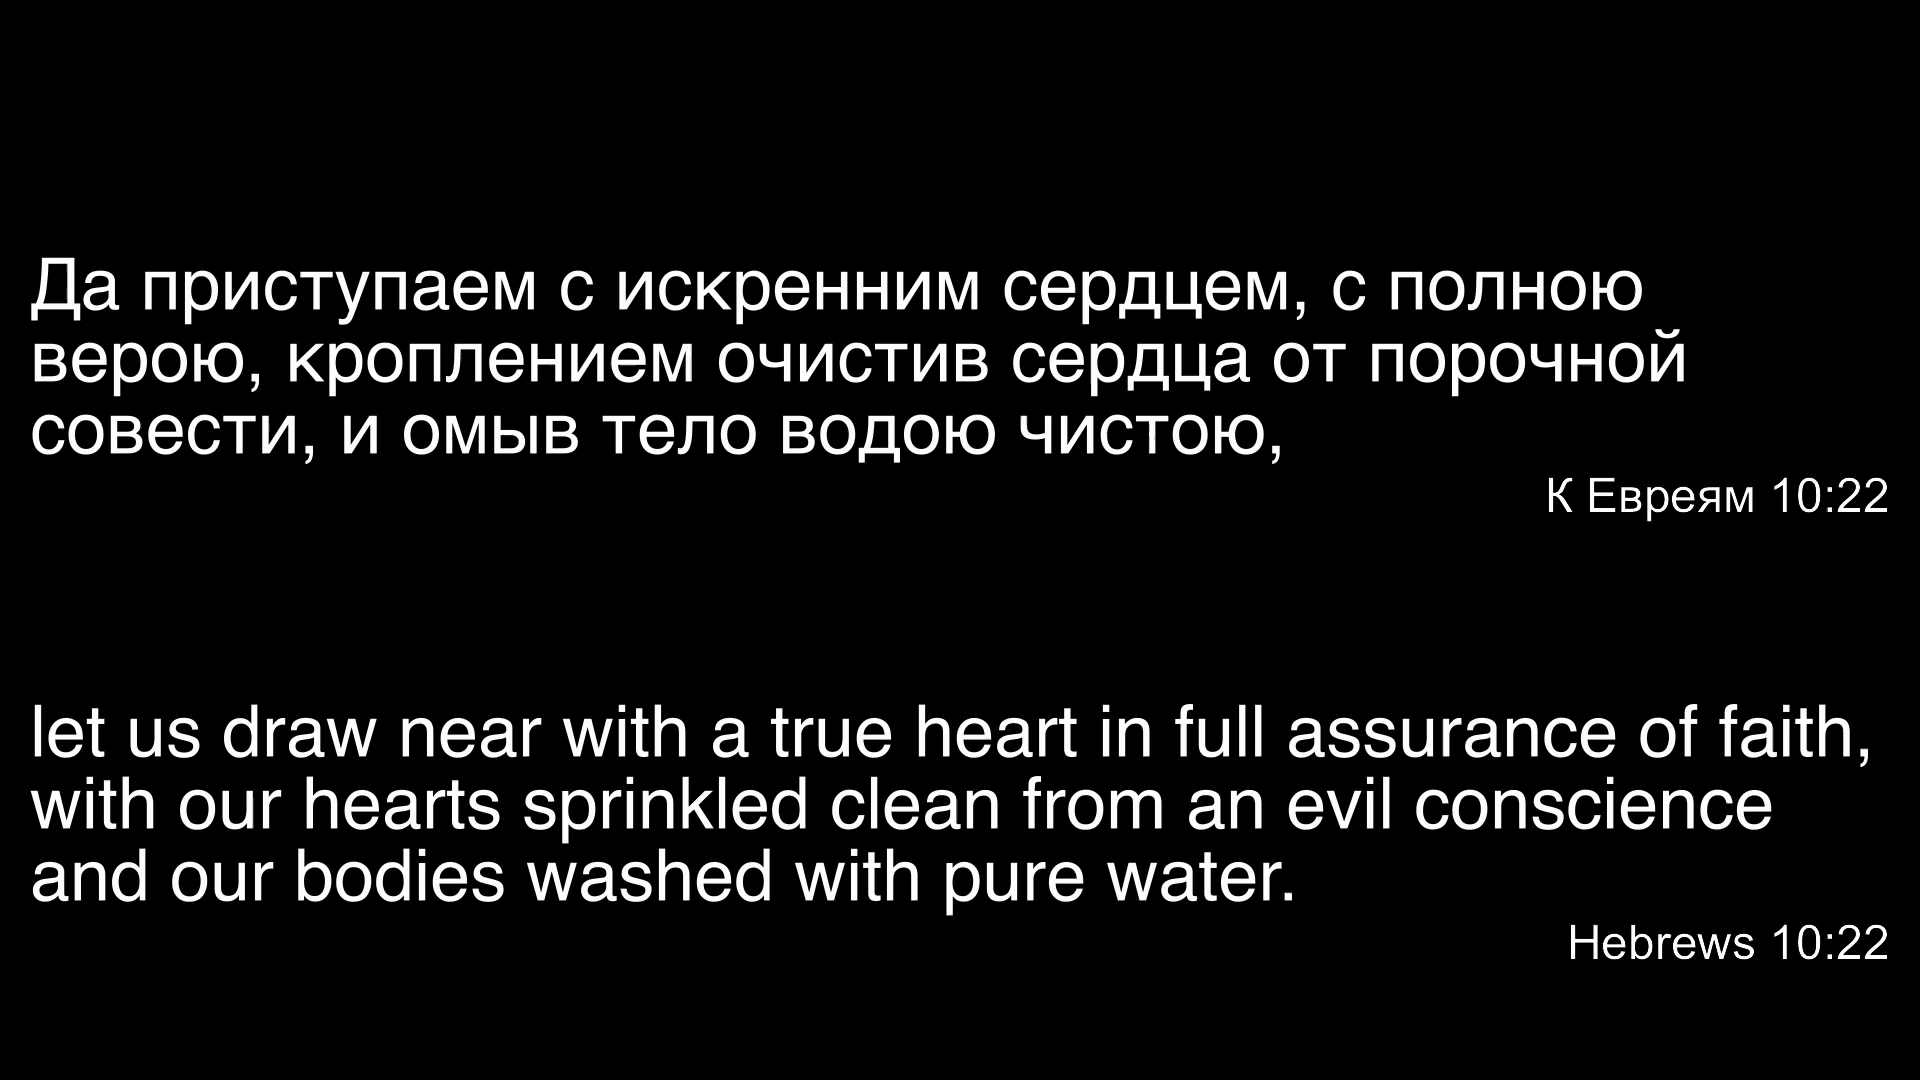 Да приступаем с искренним сердцем, с полною
верою, кроплением очистив сердца от порочной
совести, и омыв тело водою чистою,
К Евреям 10:22
let us draw near with a true heart in full assurance of faith,
with our hearts sprinkled clean from an evil conscience
and our bodies washed with pure water.
Hebrews 10:22